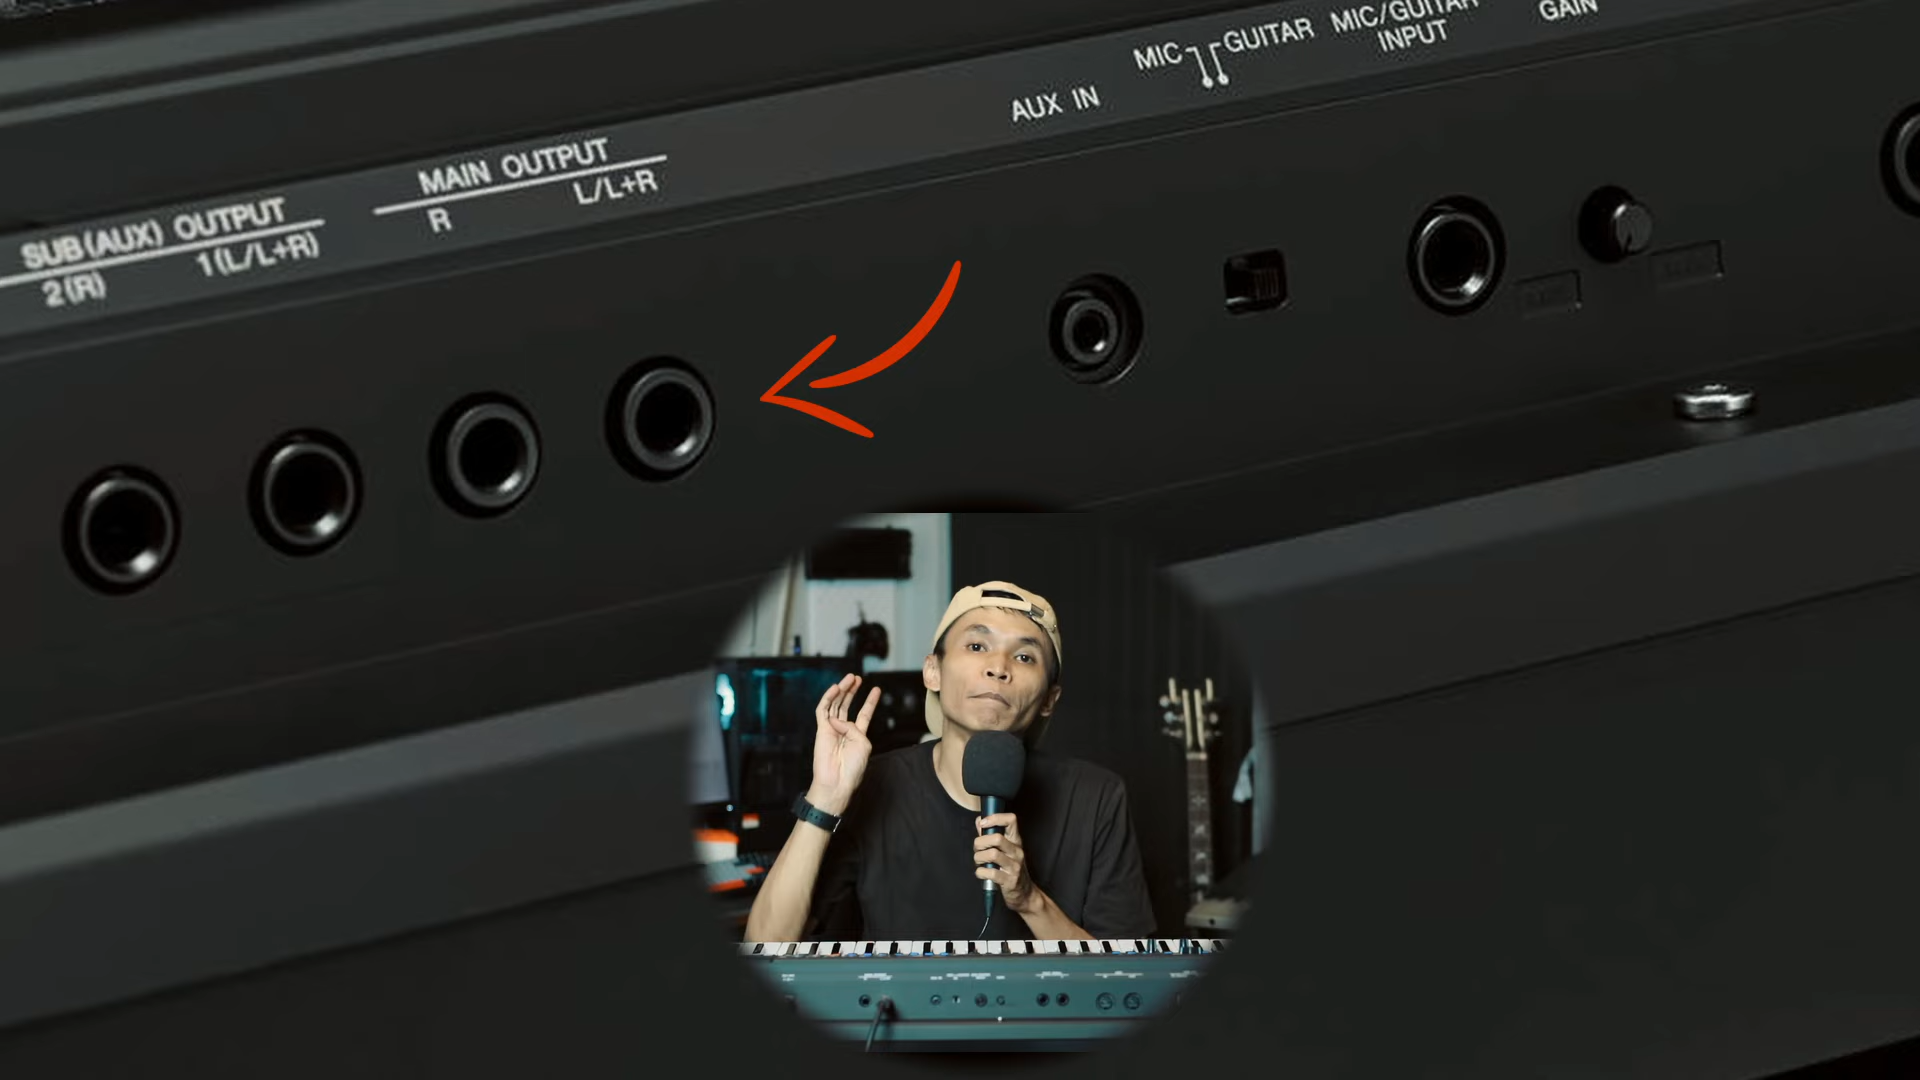 SUB(AUX) OUTPUT
2(R) 1(L/L+R)
MAIN OUTPUT
R L/L+R
AUX IN
MIC GUITAR
MIC/GUITAR
INPUT
GAIN